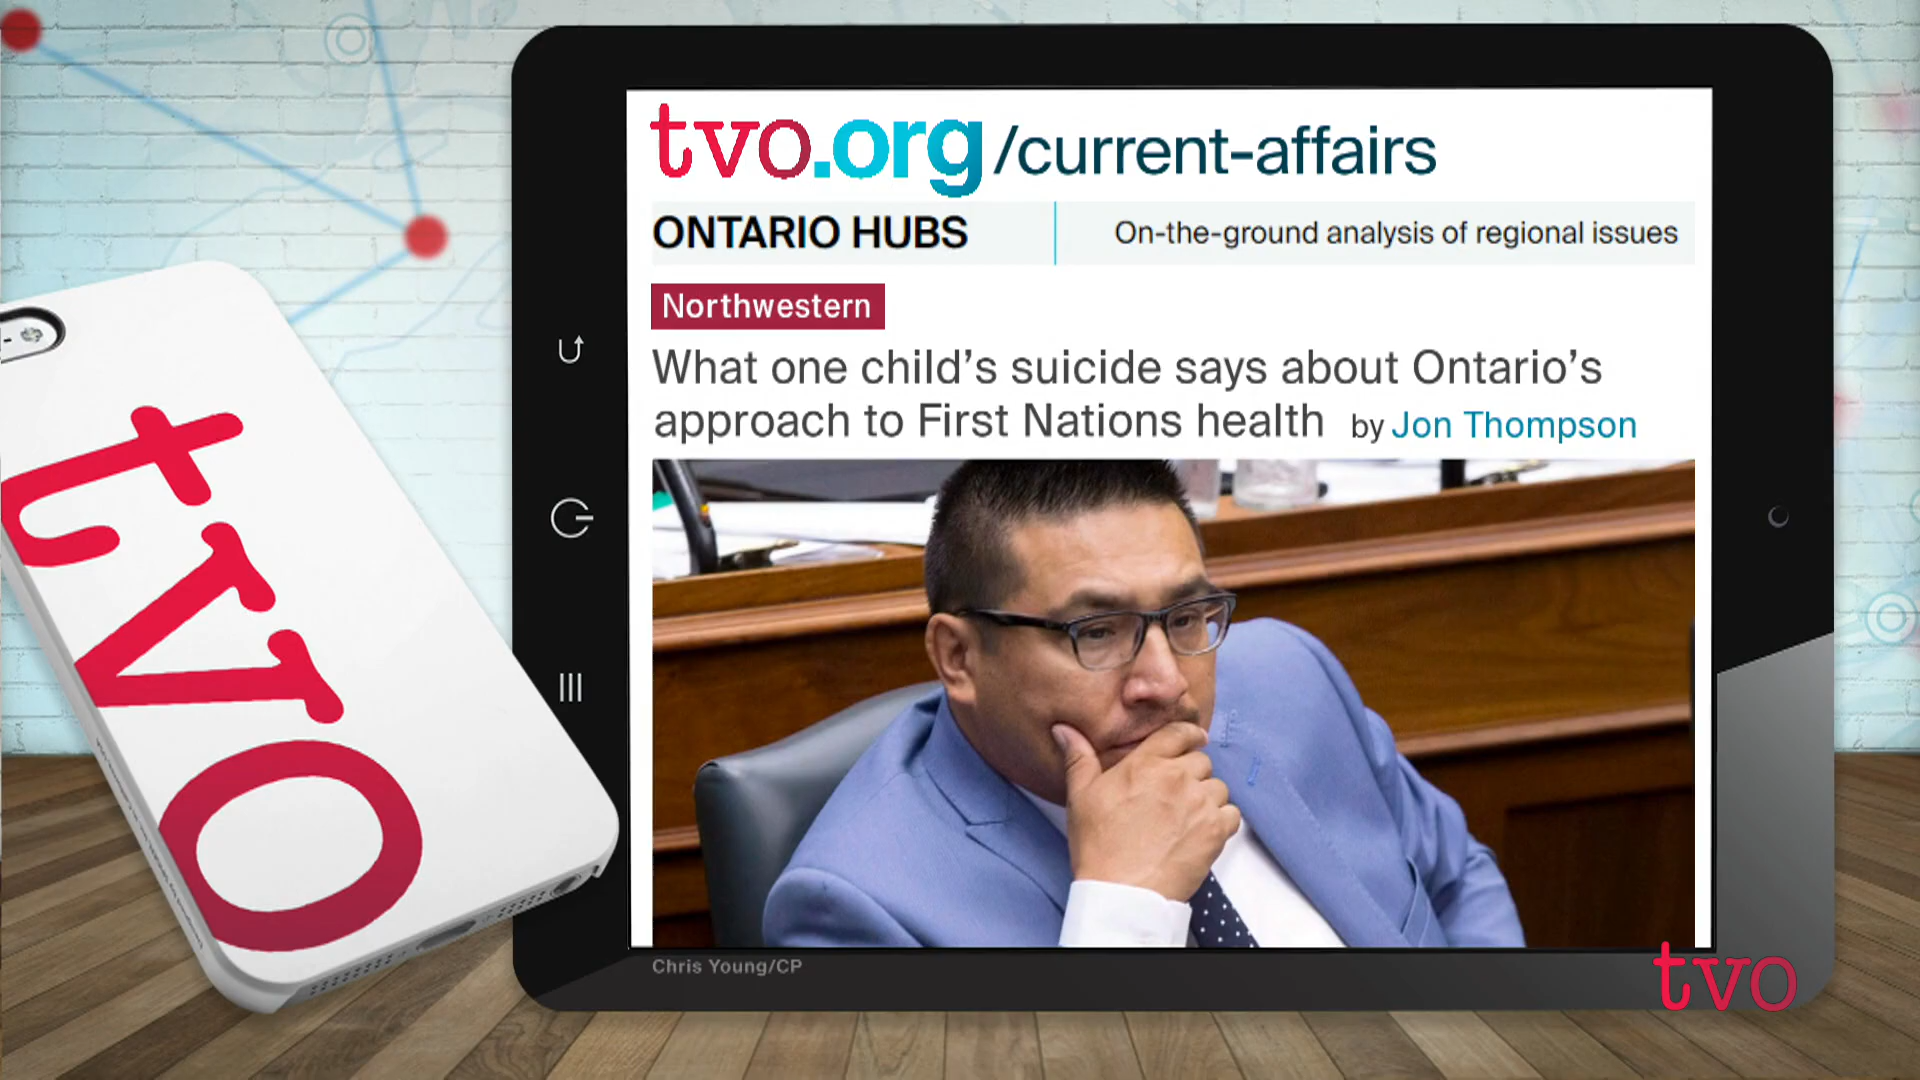 tvo.org/current-affairs
ONTARIO HUBS
On-the-ground analysis of regional issues
Northwestern
What one child's suicide says about Ontario's
approach to First Nations health by Jon Thompson
Chris Young/CP
tvo
tvo